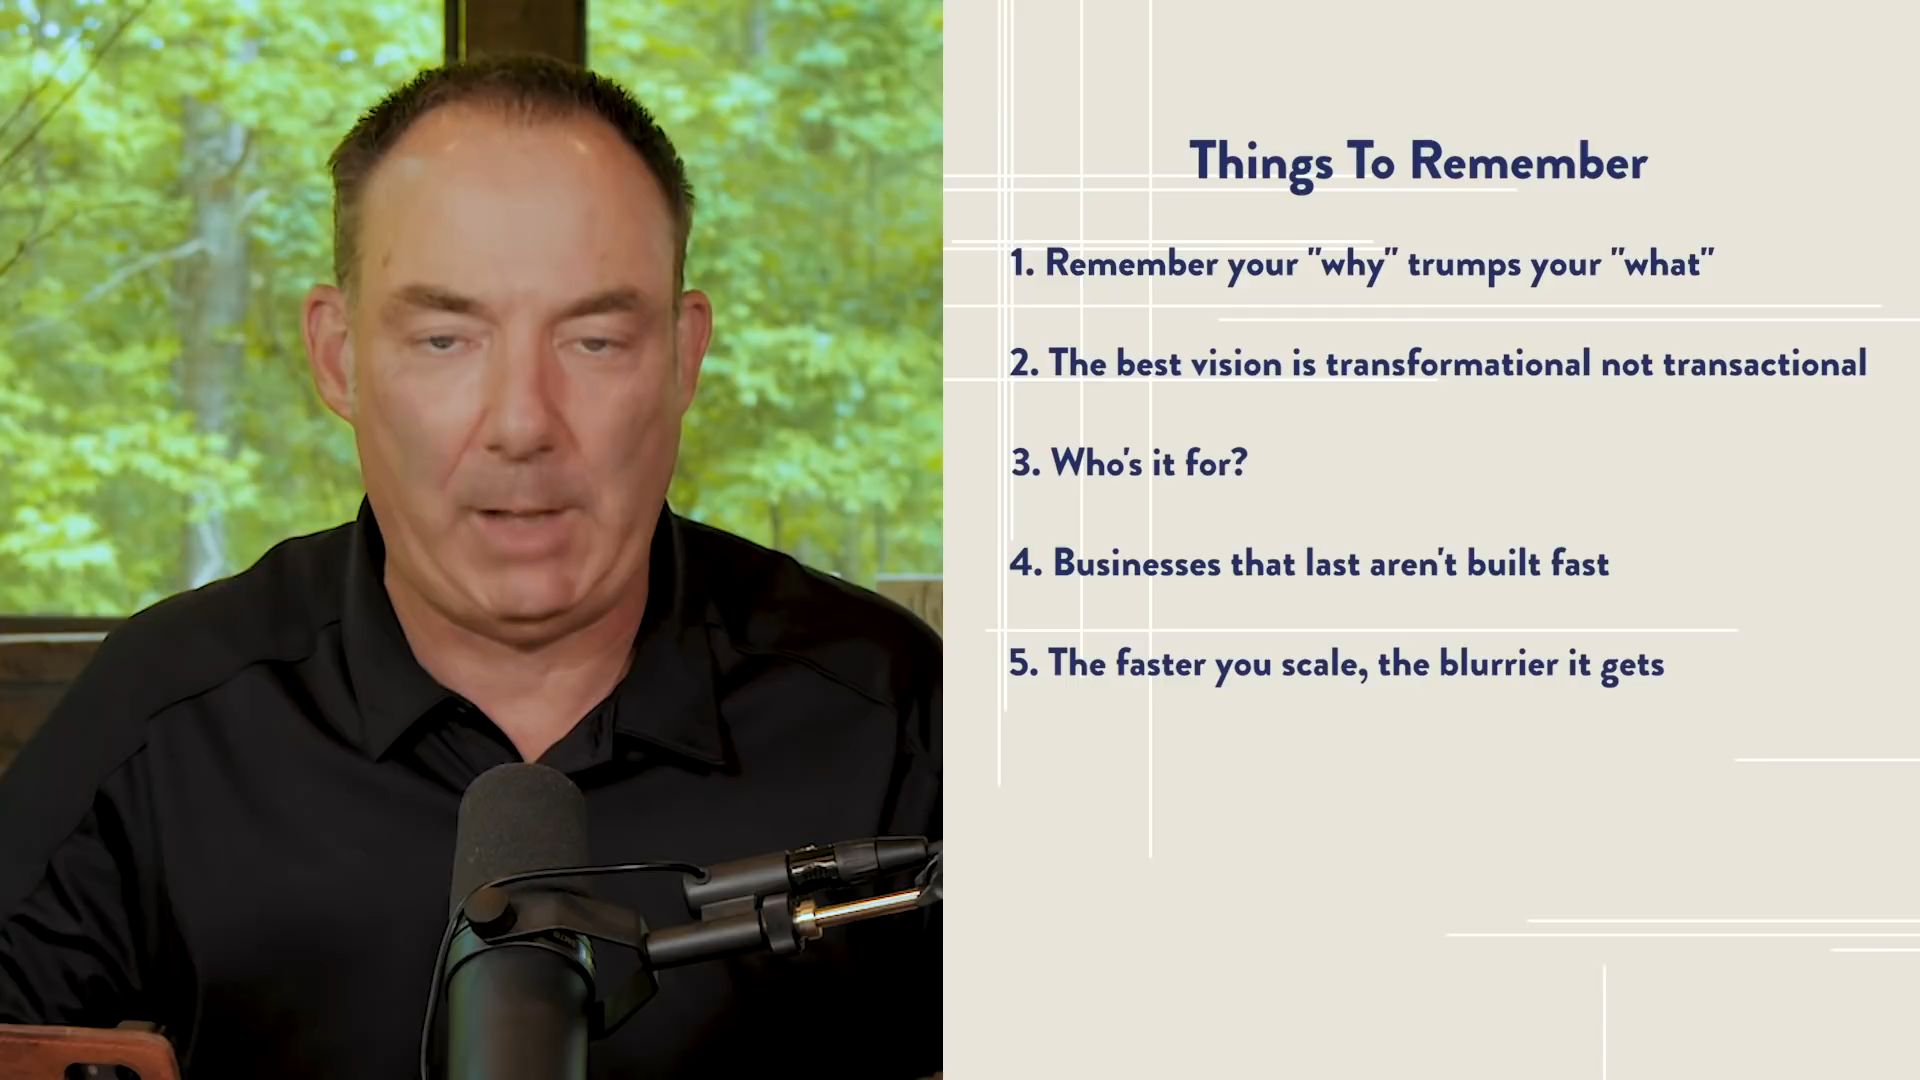 Things To Remember
1. Remember your "why" trumps your "what"
2. The best vision is transformational not transactional
3. Who's it for?
4. Businesses that last aren't built fast
5. The faster you scale, the blurrier it gets